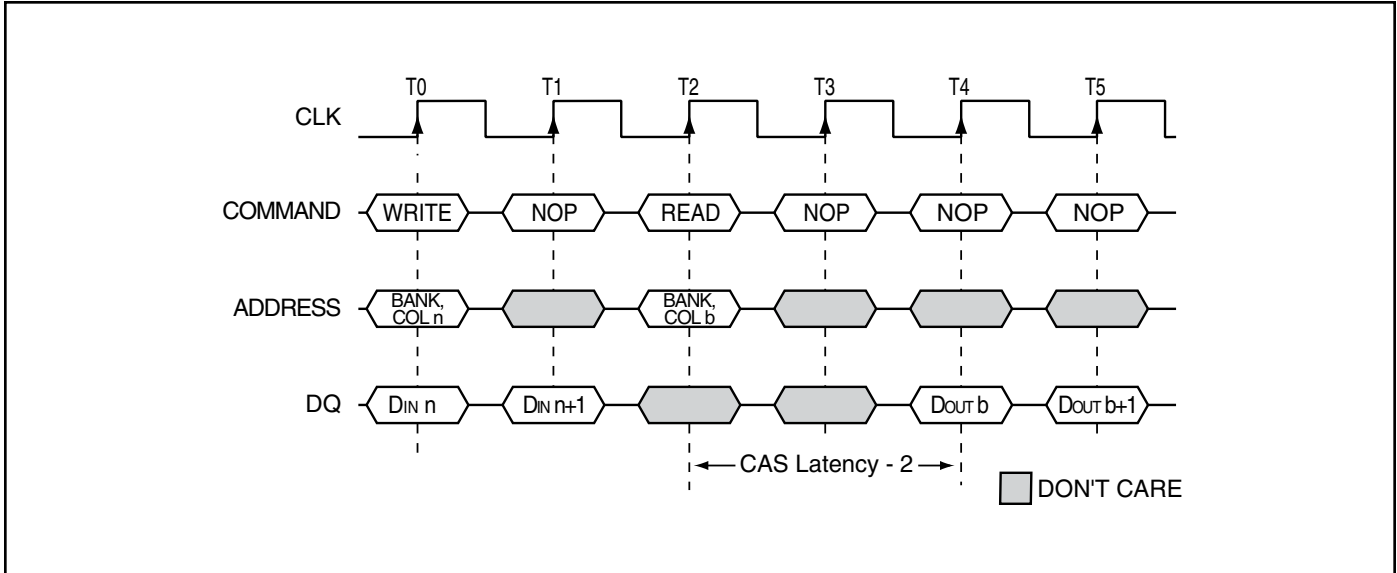 T0 T1 T2 T3 T4 T5
CLK
COMMAND WRITE NOP READ NOP NOP NOP
ADDRESS BANK, COL n BANK, COL b
DQ DIN n DIN n+1 DOUT b DOUT b+1
CAS Latency - 2
DON'T CARE